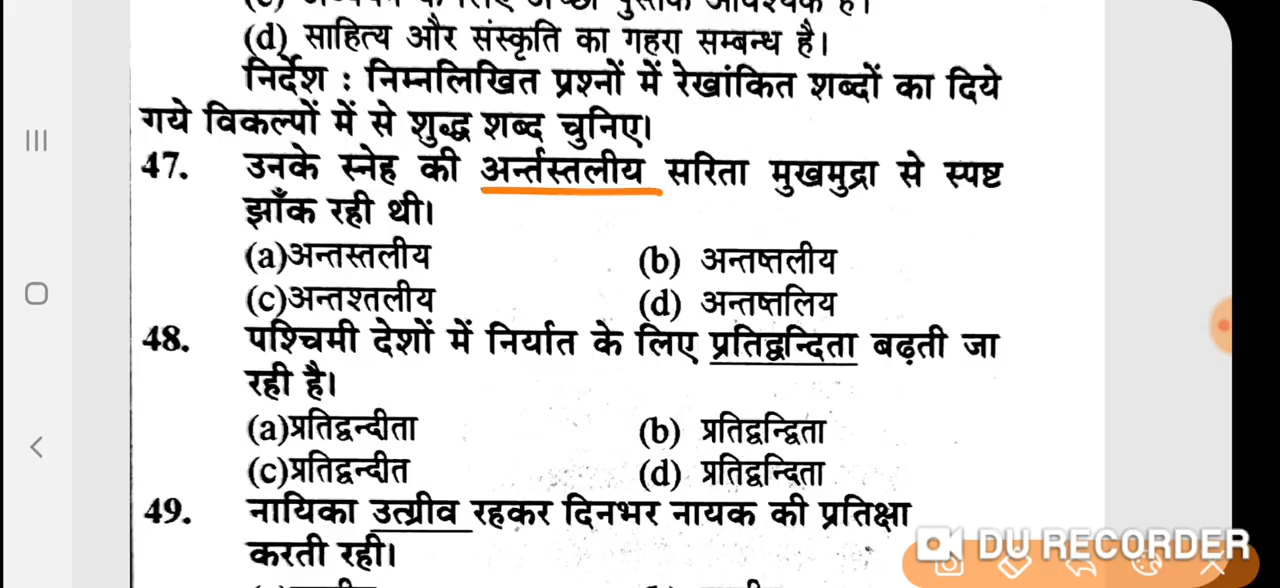 (d) साहित्य और संस्कृति का गहरा सम्बन्ध है।
निर्देश : निम्नलिखित प्रश्नों में रेखांकित शब्दों का दिये
गये विकल्पों में से शुद्ध शब्द चुनिए।
47. उनके स्नेह की अर्न्तस्तलीय सरिता मुखमुद्रा से स्पष्ट
झाँक रही थी।
(a)अन्तस्तलीय (b) अन्तष्तलीय
(c)अन्तश्तलीय (d) अन्तष्तलिय
48. पश्चिमी देशों में निर्यात के लिए प्रतिद्वन्दिता बढ़ती जा
रही है।
(a)प्रतिद्वन्दीता (b) प्रतिद्वन्द्विता
(c)प्रतिद्वन्दीत (d) प्रतिद्वन्दिता
49. नायिका उत्ग्रीव रहकर दिनभर नायक की प्रतिक्षा
करती रही।
DU RECORDER